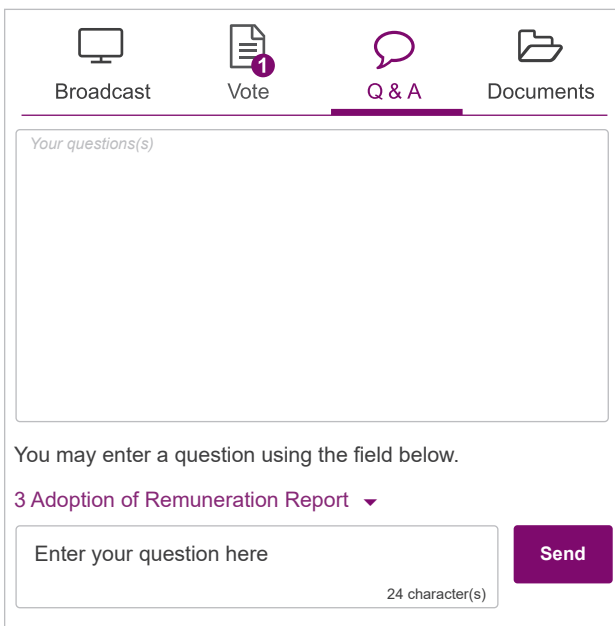 1
Broadcast Vote Q & A Documents
Your questions(s)
You may enter a question using the field below.
3 Adoption of Remuneration Report
Enter your question here
Send
24 character(s)